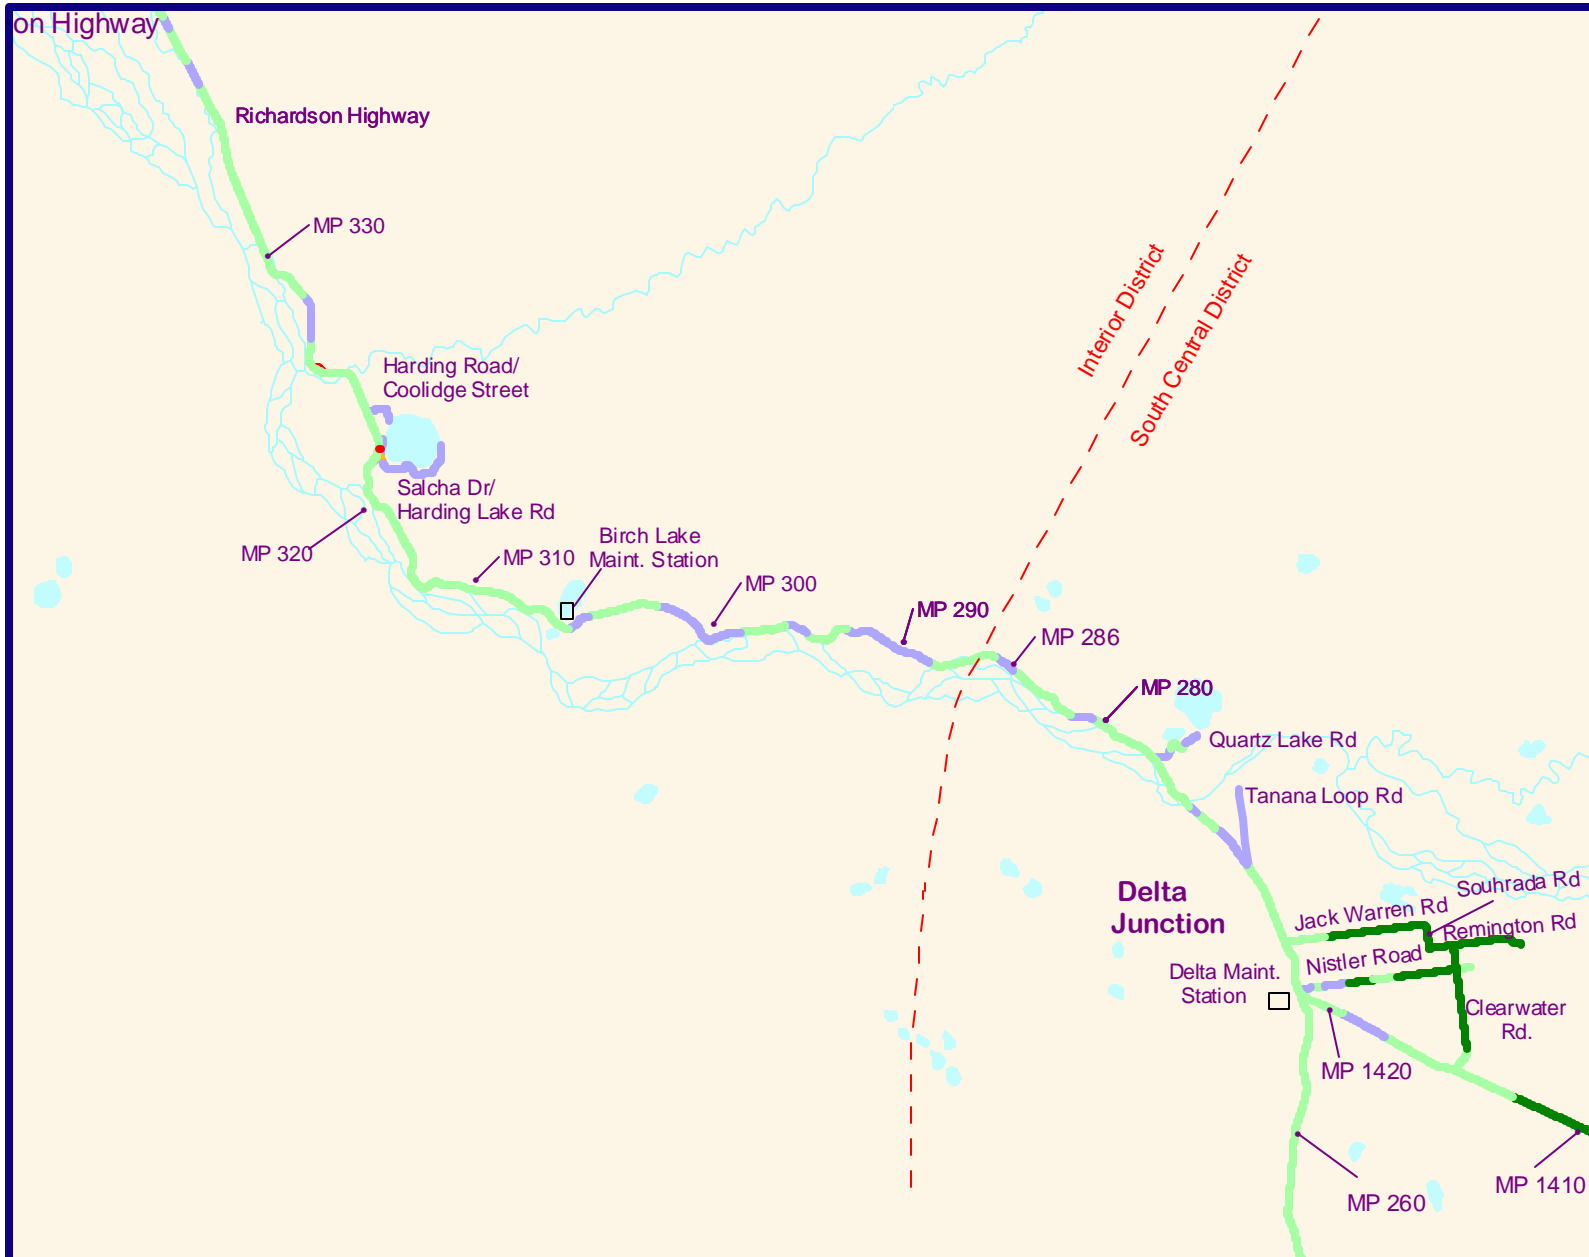 on Highway
Richardson Highway
MP 330
Interior District
South Central District
Harding Road/
Coolidge Street
Salcha Dr/
Harding Lake Rd
MP 320
MP 310
Birch Lake
Maint. Station
MP 300
MP 290
MP 286
MP 280
Quartz Lake Rd
Tanana Loop Rd
Delta
Junction
Souhrada Rd
Jack Warren Rd
Remington Rd
Nistler Road
Delta Maint.
Station
Clearwater
Rd.
MP 1420
MP 1410
MP 260